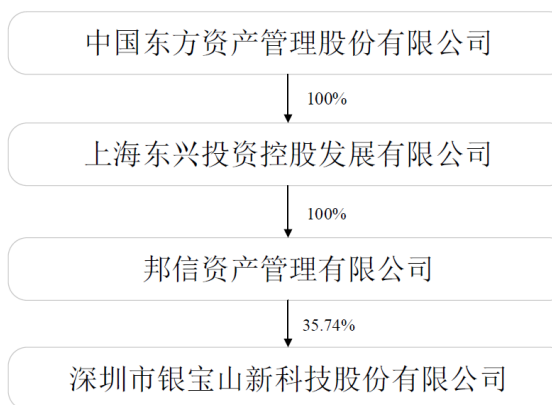 中国东方资产管理股份有限公司
100%
上海东兴投资控股发展有限公司
100%
邦信资产管理有限公司
35.74%
深圳市银宝山新科技股份有限公司